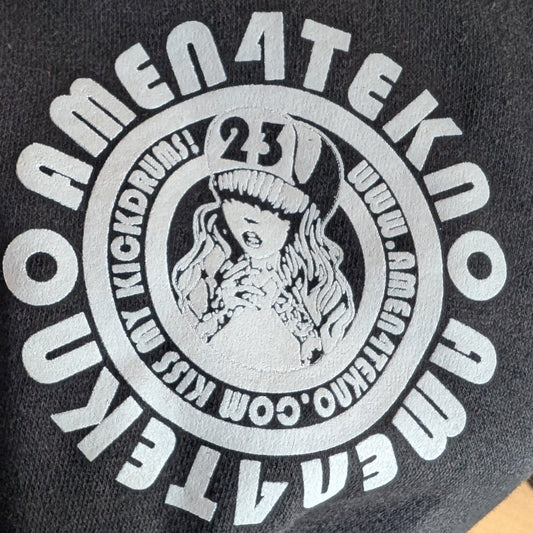 AMEN4TEKNO AMEN4TEKNO
WWW.AMEN4TEKNO.COM KISS MY KICKDRUMS!
23